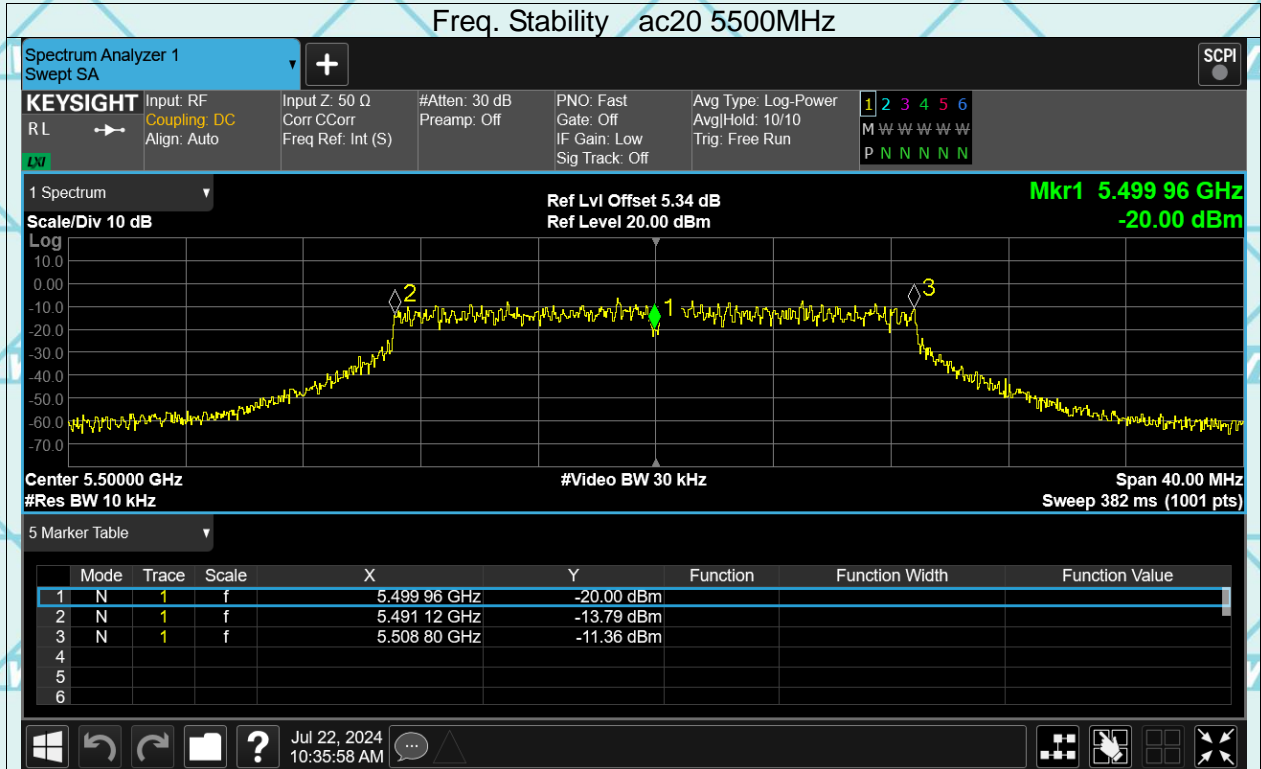 Freq. Stability ac20 5500MHz
Spectrum Analyzer 1
Swept SA
+
SCPI
KEYSIGHT
RL
LXI
Input: RF
Coupling: DC
Align: Auto
Input Z: 50 Ω
Corr CCorr
Freq Ref: Int (S)
#Atten: 30 dB
Preamp: Off
PNO: Fast
Gate: Off
IF Gain: Low
Sig Track: Off
Avg Type: Log-Power
Avg|Hold: 10/10
Trig: Free Run
1 2 3 4 5 6
M W W W W W
P N N N N N
1 Spectrum
Scale/Div 10 dB
Ref Lvl Offset 5.34 dB
Ref Level 20.00 dBm
Mkr1 5.499 96 GHz
-20.00 dBm
Log
10.0
0.00
-10.0
-20.0
-30.0
-40.0
-50.0
-60.0
-70.0
2
1
3
Center 5.50000 GHz
#Res BW 10 kHz
#Video BW 30 kHz
Span 40.00 MHz
Sweep 382 ms (1001 pts)
5 Marker Table
Mode Trace Scale X Y Function Function Width Function Value
1 N 1 f 5.499 96 GHz -20.00 dBm
2 N 1 f 5.491 12 GHz -13.79 dBm
3 N 1 f 5.508 80 GHz -11.36 dBm
4
5
6
?
Jul 22, 2024
10:35:58 AM